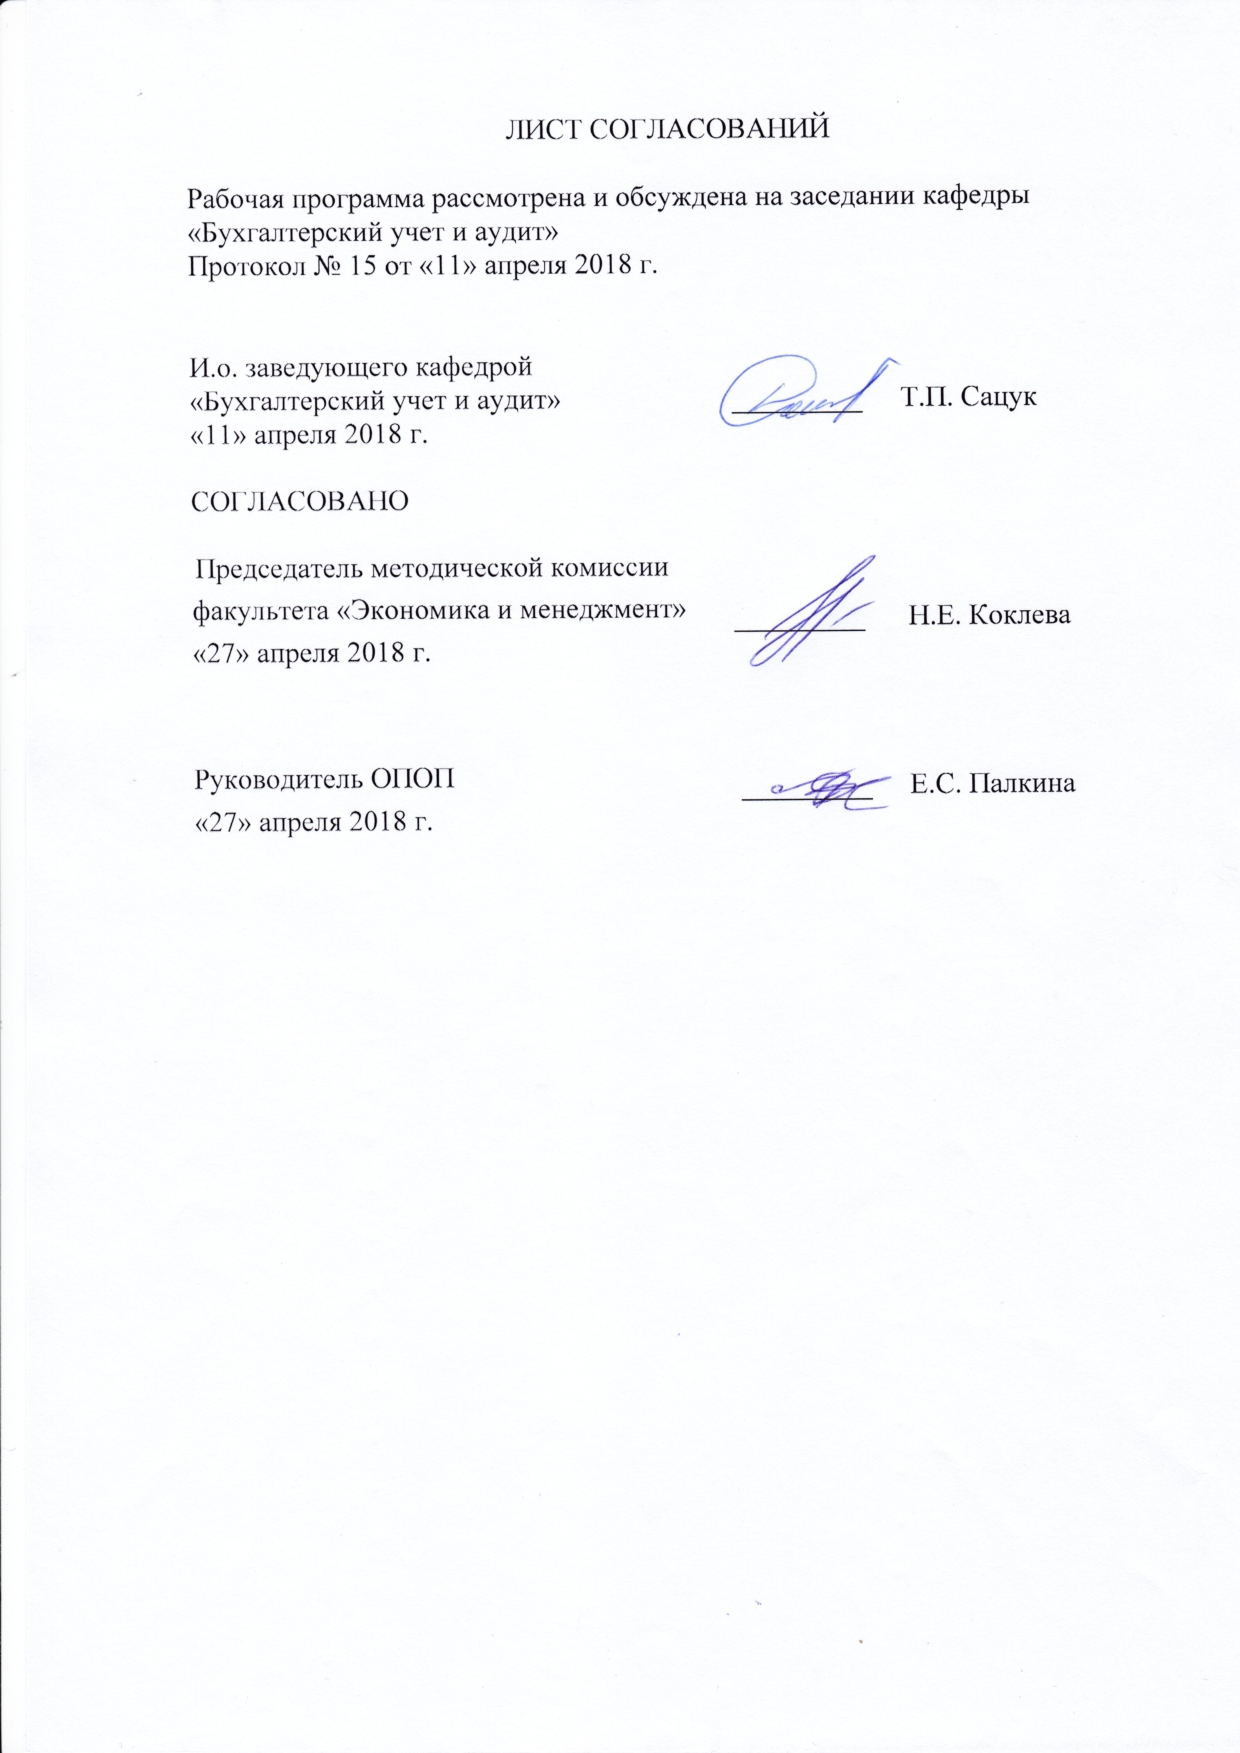 ЛИСТ СОГЛАСОВАНИЙ
Рабочая программа рассмотрена и обсуждена на заседании кафедры
«Бухгалтерский учет и аудит»
Протокол № 15 от «11» апреля 2018 г.
И.о. заведующего кафедрой
«Бухгалтерский учет и аудит» Т.П. Сацук
«11» апреля 2018 г.
СОГЛАСОВАНО
Председатель методической комиссии
факультета «Экономика и менеджмент» Н.Е. Коклева
«27» апреля 2018 г.
Руководитель ОПОП Е.С. Палкина
«27» апреля 2018 г.